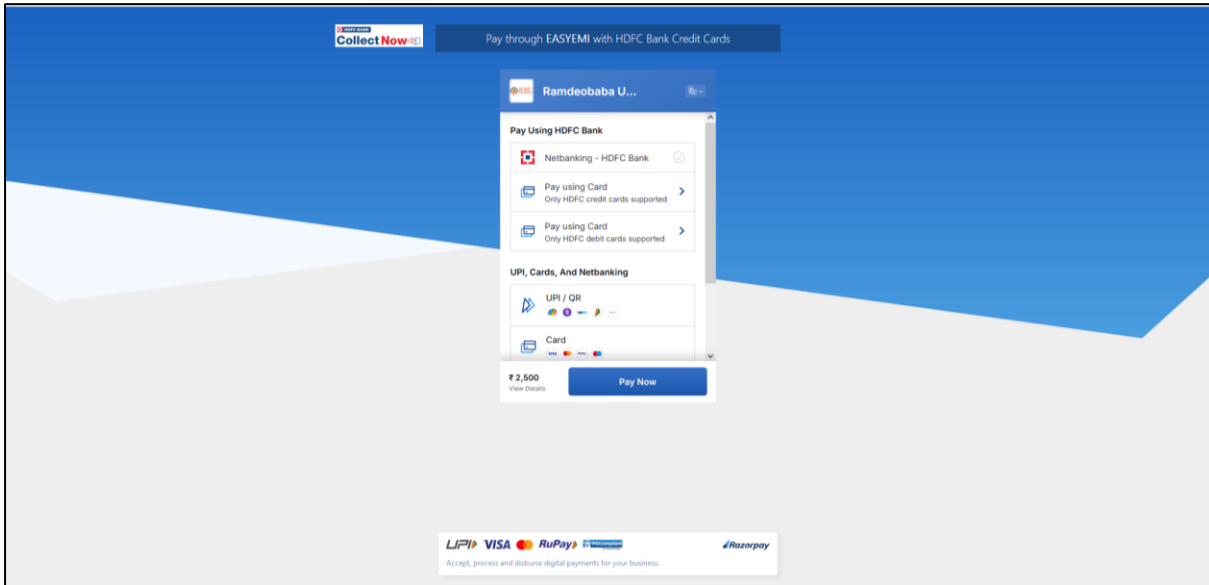 HDFC BANK
Collect Now
Pay through EASYEMI with HDFC Bank Credit Cards
Ramdeobaba U...
Pay Using HDFC Bank
Netbanking - HDFC Bank
Pay using Card
Only HDFC credit cards supported
Pay using Card
Only HDFC debit cards supported
UPI, Cards, And Netbanking
UPI / QR
Card
VISA
₹ 2,500
View Details
Pay Now
UPI VISA RuPay
Razorpay
Accept, process and disburse digital payments for your business.